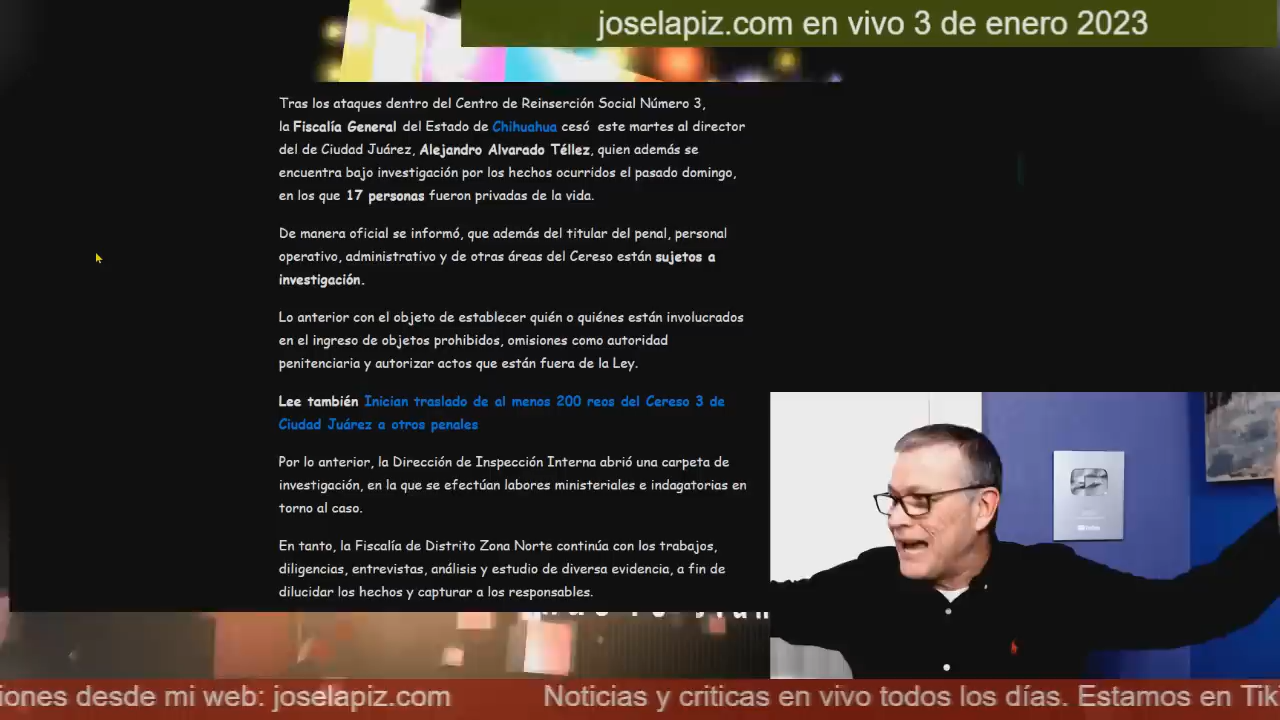 joselapiz.com en vivo 3 de enero 2023
Tras los ataques dentro del Centro de Reinserción Social Número 3,
la Fiscalía General del Estado de Chihuahua cesó este martes al director
del de Ciudad Juárez, Alejandro Alvarado Téllez, quien además se
encuentra bajo investigación por los hechos ocurridos el pasado domingo,
en los que 17 personas fueron privadas de la vida.
De manera oficial se informó, que además del titular del penal, personal
operativo, administrativo y de otras áreas del Cereso están sujetos a
investigación.
Lo anterior con el objeto de establecer quién o quiénes están involucrados
en el ingreso de objetos prohibidos, omisiones como autoridad
penitenciaria y autorizar actos que están fuera de la Ley.
Lee también Inician traslado de al menos 200 reos del Cereso 3 de
Ciudad Juárez a otros penales
Por lo anterior, la Dirección de Inspección Interna abrió una carpeta de
investigación, en la que se efectúan labores ministeriales e indagatorias en
torno al caso.
En tanto, la Fiscalía de Distrito Zona Norte continúa con los trabajos,
diligencias, entrevistas, análisis y estudio de diversa evidencia, a fin de
dilucidar los hechos y capturar a los responsables.
iones desde mi web: joselapiz.com Noticias y criticas en vivo todos los días. Estamos en Tik